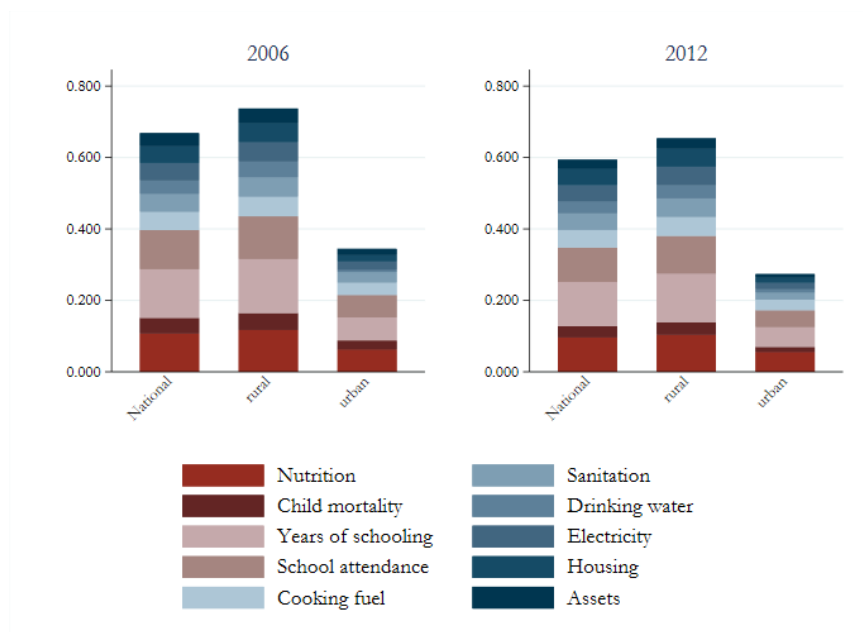 2006
2012
0.800
0.600
0.400
0.200
0.000
National
rural
urban
0.800
0.600
0.400
0.200
0.000
National
rural
urban
Nutrition
Child mortality
Years of schooling
School attendance
Cooking fuel
Sanitation
Drinking water
Electricity
Housing
Assets